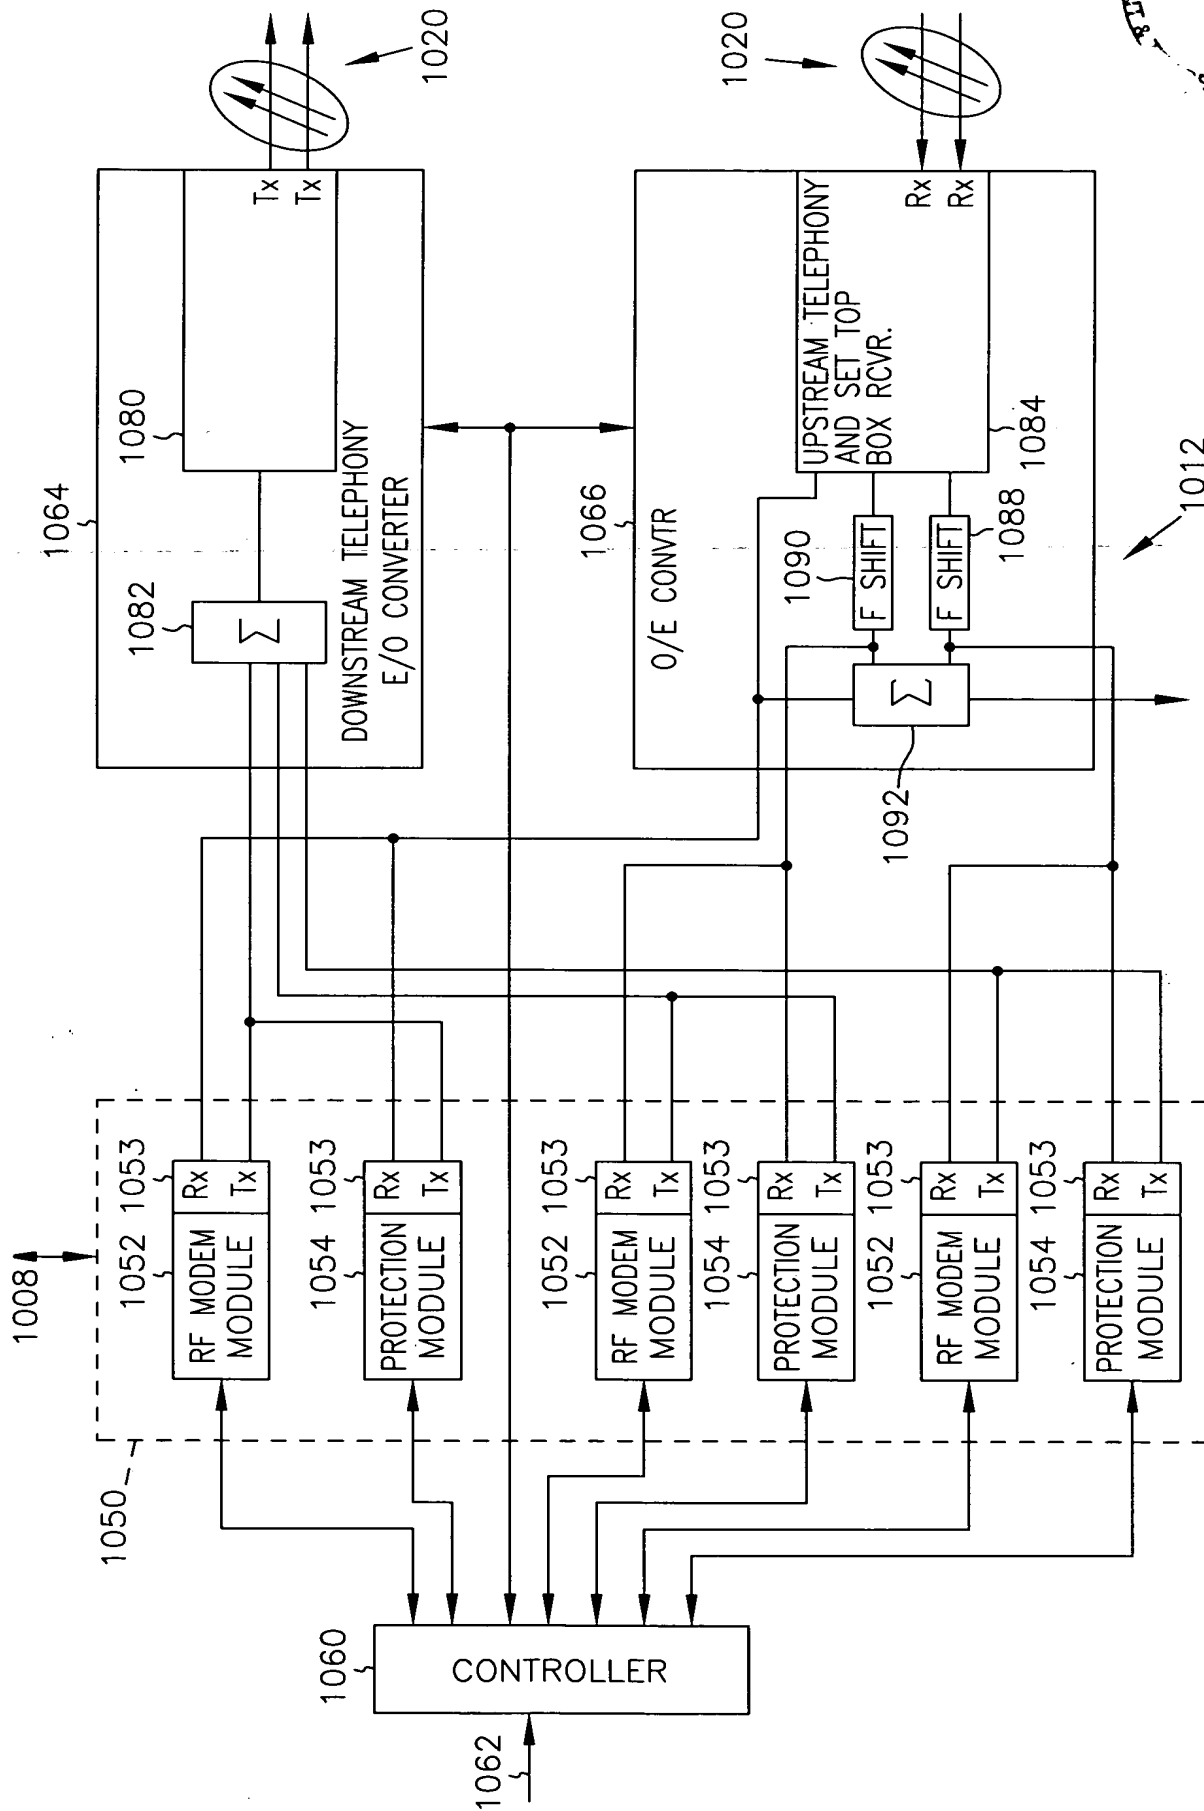 1020
Tx
Tx
1064
1080
1082
Σ
DOWNSTREAM TELEPHONY
E/O CONVERTER
1020
Rx
Rx
UPSTREAM TELEPHONY
AND SET TOP
BOX RCVR.
1084
1066
O/E CONVTR
1090
F SHIFT
F SHIFT
1088
Σ
1092
1012
1008
1050
1052
1053
RF MODEM
MODULE
Rx
Tx
1054
1053
PROTECTION
MODULE
Rx
Tx
1052
1053
RF MODEM
MODULE
Rx
Tx
1054
1053
PROTECTION
MODULE
Rx
Tx
1052
1053
RF MODEM
MODULE
Rx
Tx
1054
1053
PROTECTION
MODULE
Rx
Tx
1060
CONTROLLER
1062